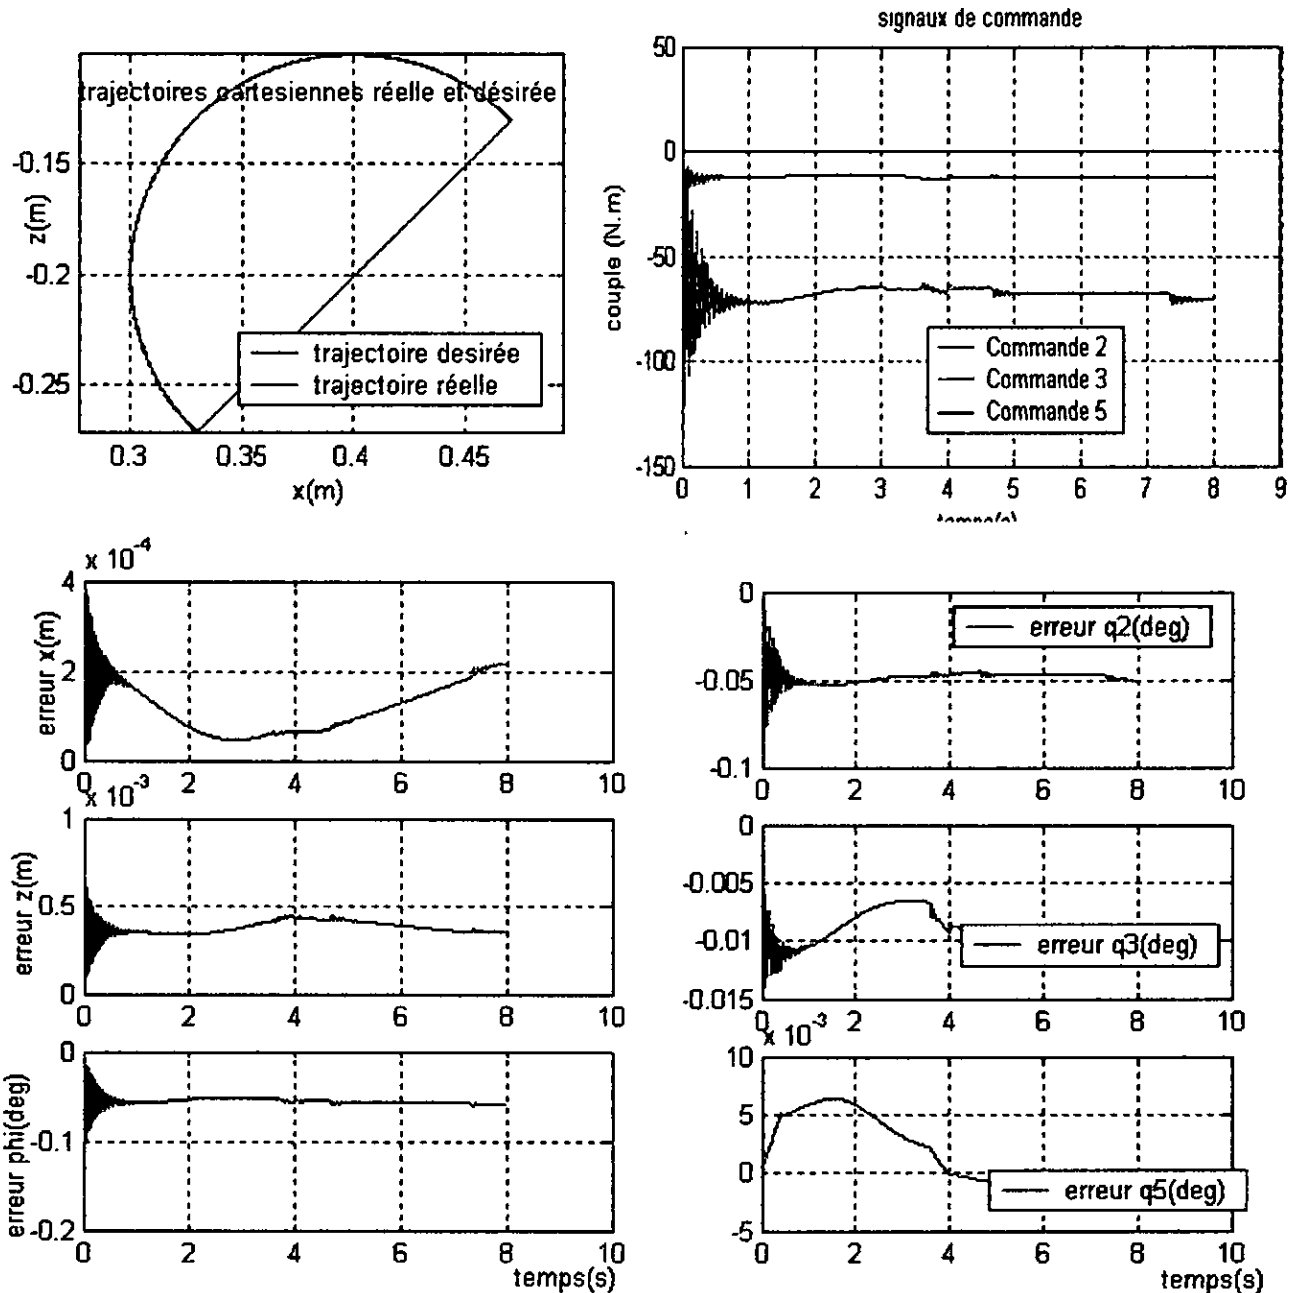 trajectoires cartesiennes réelle et désirée
-0.15
-0.2
-0.25
z(m)
0.3 0.35 0.4 0.45
x(m)
trajectoire desirée
trajectoire réelle
signaux de commande
50
0
-50
-100
-150
couple (N.m)
0 1 2 3 4 5 6 7 8 9
temps(s)
Commande 2
Commande 3
Commande 5
x 10-4
4
2
0
erreur x(m)
0 2 4 6 8 10
x 10-3
1
0.5
0
erreur z(m)
0 2 4 6 8 10
0
-0.1
-0.2
erreur phi(deg)
0 2 4 6 8 10
temps(s)
0
-0.05
-0.1
erreur q2(deg)
0 2 4 6 8 10
0
-0.005
-0.01
-0.015
erreur q3(deg)
0 2 4 6 8 10
x 10-3
10
5
0
-5
erreur q5(deg)
0 2 4 6 8 10
temps(s)